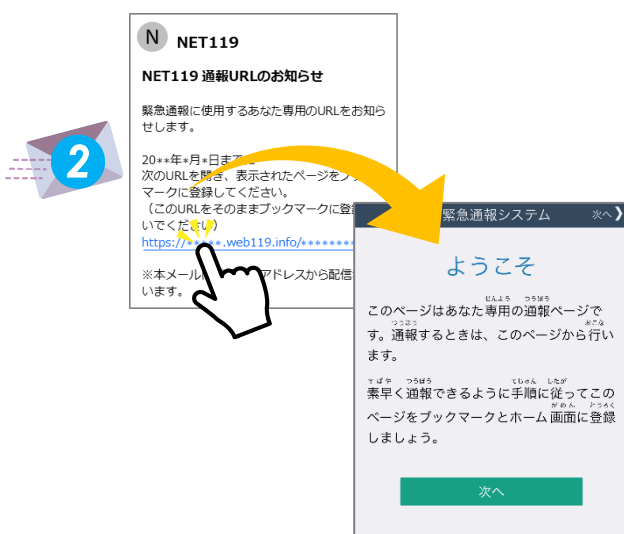 N NET119
NET119 通報URLのお知らせ
緊急通報に使用するあなた専用のURLをお知ら
せします。
20**年*月*日ま
次のURLを開き、表示されたページをブ
マークに登録してください。
(このURLをそのままブックマークに登
いでください)
https://*****.web119.info/********
※本メール アドレスから配信
います。
2
緊急通報システム 次へ ❯
ようこそ
このページはあなた専用の通報ページで
す。通報するときは、このページから行い
ます。
素早く通報できるように手順に従ってこの
ページをブックマークとホーム画面に登録
しましょう。
次へ